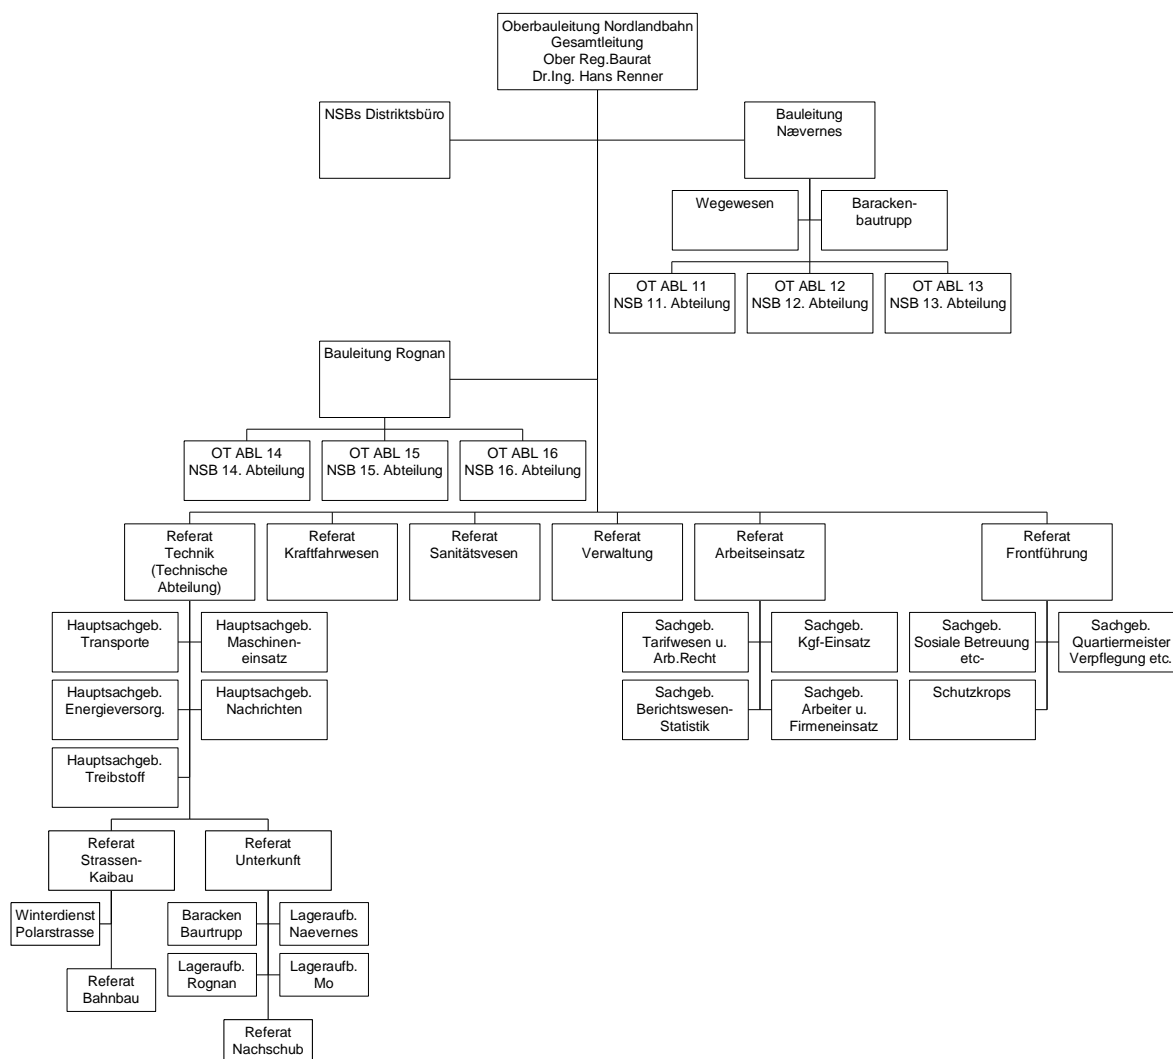 Oberbauleitung Nordlandbahn
Gesamtleitung
Ober Reg.Baurat
Dr.Ing. Hans Renner
NSBs Distriktsbüro
Bauleitung
Nævernes
Wegewesen
Baracken-
bautrupp
OT ABL 11
NSB 11. Abteilung
OT ABL 12
NSB 12. Abteilung
OT ABL 13
NSB 13. Abteilung
Bauleitung Rognan
OT ABL 14
NSB 14. Abteilung
OT ABL 15
NSB 15. Abteilung
OT ABL 16
NSB 16. Abteilung
Referat
Technik
(Technische
Abteilung)
Referat
Kraftfahrwesen
Referat
Sanitätsvesen
Referat
Verwaltung
Referat
Arbeitseinsatz
Referat
Frontführung
Hauptsachgeb.
Transporte
Hauptsachgeb.
Maschinen-
einsatz
Hauptsachgeb.
Energieversorg.
Hauptsachgeb.
Nachrichten
Hauptsachgeb.
Treibstoff
Sachgeb.
Tarifwesen u.
Arb.Recht
Sachgeb.
Kgf-Einsatz
Sachgeb.
Berichtswesen-
Statistik
Sachgeb.
Arbeiter u.
Firmeneinsatz
Sachgeb.
Sosiale Betreuung
etc-
Sachgeb.
Quartiermeister
Verpflegung etc.
Schutzkrops
Referat
Strassen-
Kaibau
Referat
Unterkunft
Winterdienst
Polarstrasse
Referat
Bahnbau
Baracken
Baurtrupp
Lageraufb.
Naevernes
Lageraufb.
Rognan
Lageraufb.
Mo
Referat
Nachschub